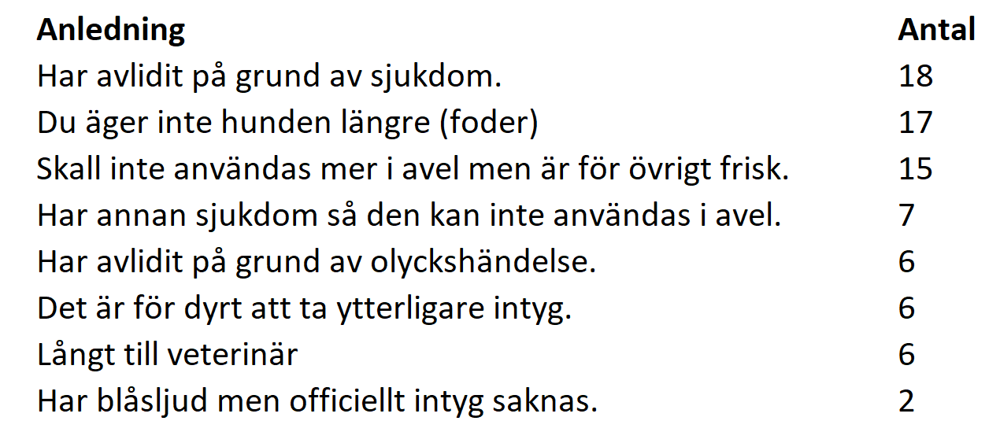 Anledning Antal
Har avlidit på grund av sjukdom. 18
Du äger inte hunden längre (foder) 17
Skall inte användas mer i avel men är för övrigt frisk. 15
Har annan sjukdom så den kan inte användas i avel. 7
Har avlidit på grund av olyckshändelse. 6
Det är för dyrt att ta ytterligare intyg. 6
Långt till veterinär 6
Har blåsljud men officiellt intyg saknas. 2